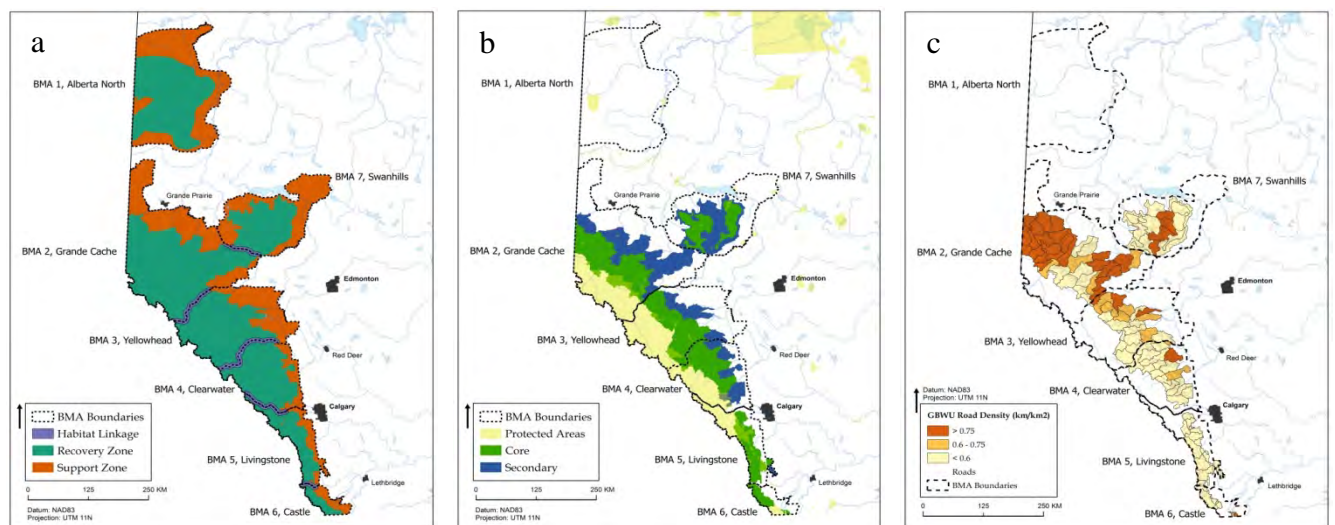 a
BMA 1, Alberta North
BMA 7, Swanhills
Grande Prairie
BMA 2, Grande Cache
Edmonton
BMA 3, Yellowhead
Red Deer
BMA 4, Clearwater
Calgary
BMA Boundaries
Habitat Linkage
Recovery Zone
Support Zone
BMA 5, Livingstone
Lethbridge
0 125 250 KM
Datum: NAD83
Projection: UTM 11N
BMA 6, Castle
b
BMA 1, Alberta North
BMA 7, Swanhills
Grande Prairie
BMA 2, Grande Cache
Edmonton
BMA 3, Yellowhead
Red Deer
BMA 4, Clearwater
Calgary
BMA Boundaries
Protected Areas
Core
Secondary
BMA 5, Livingstone
Lethbridge
0 125 250 KM
Datum: NAD83
Projection: UTM 11N
BMA 6, Castle
c
BMA 1, Alberta North
BMA 7, Swanhills
Grande Prairie
BMA 2, Grande Cache
Edmonton
BMA 3, Yellowhead
Red Deer
BMA 4, Clearwater
Datum: NAD83
Projection: UTM 11N
Calgary
GBWU Road Density (km/km2)
> 0.75
0.6 - 0.75
< 0.6
Roads
BMA Boundaries
BMA 5, Livingstone
Lethbridge
0 125 250 KM
BMA 6, Castle